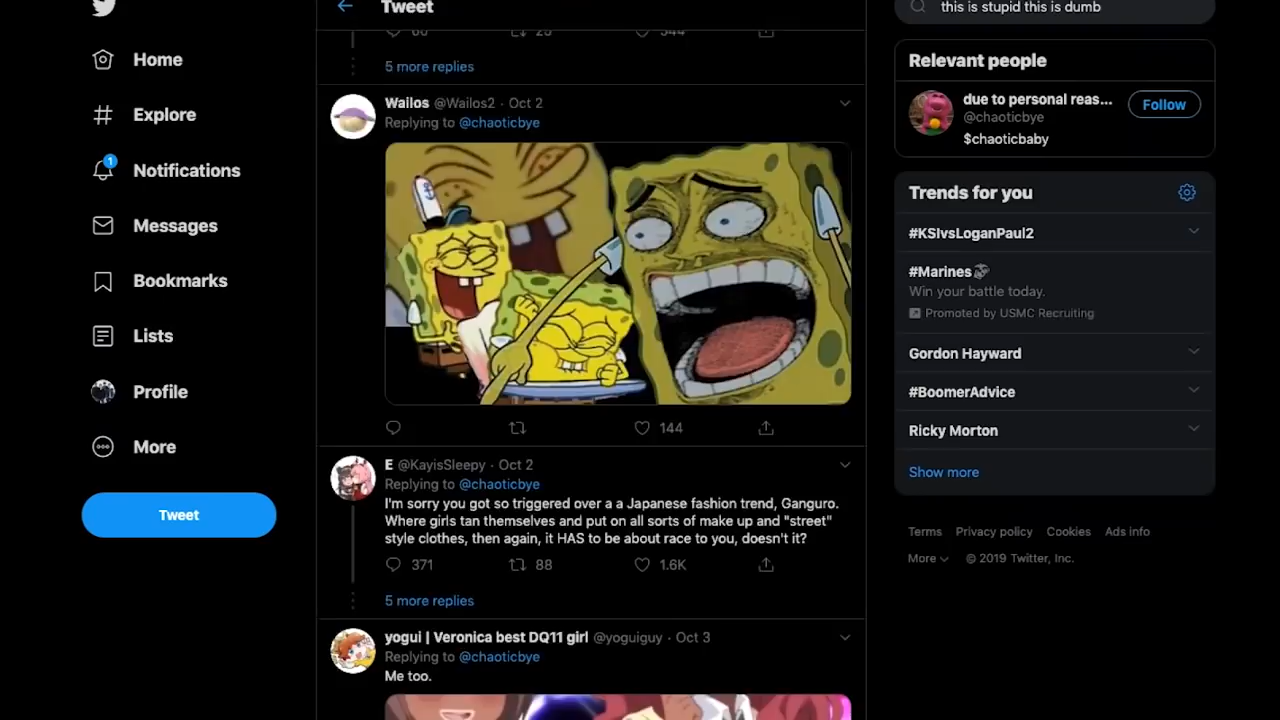 Tweet
this is stupid this is dumb
Home
Explore
1
Notifications
Messages
Bookmarks
Lists
Profile
More
Tweet
5 more replies
Wailos @Wailos2 · Oct 2
Replying to @chaoticbye
144
E @KayisSleepy · Oct 2
Replying to @chaoticbye
I'm sorry you got so triggered over a a Japanese fashion trend, Ganguro.
Where girls tan themselves and put on all sorts of make up and "street"
style clothes, then again, it HAS to be about race to you, doesn't it?
371 88 1.6K
5 more replies
yogui | Veronica best DQ11 girl @yoguiguy · Oct 3
Replying to @chaoticbye
Me too.
Relevant people
due to personal reas...
@chaoticbye
Follow
$chaoticbaby
Trends for you
#KSIvsLoganPaul2
#Marines
Win your battle today.
Promoted by USMC Recruiting
Gordon Hayward
#BoomerAdvice
Ricky Morton
Show more
Terms Privacy policy Cookies Ads info
More © 2019 Twitter, Inc.